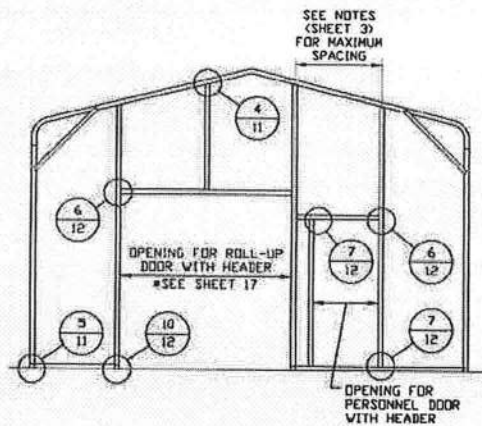 SEE NOTES
(SHEET 3)
FOR MAXIMUM
SPACING
4
11
6
12
OPENING FOR ROLL-UP
DOOR WITH HEADER
*SEE SHEET 17
7
12
6
12
5
11
10
12
7
12
OPENING FOR
PERSONNEL DOOR
WITH HEADER